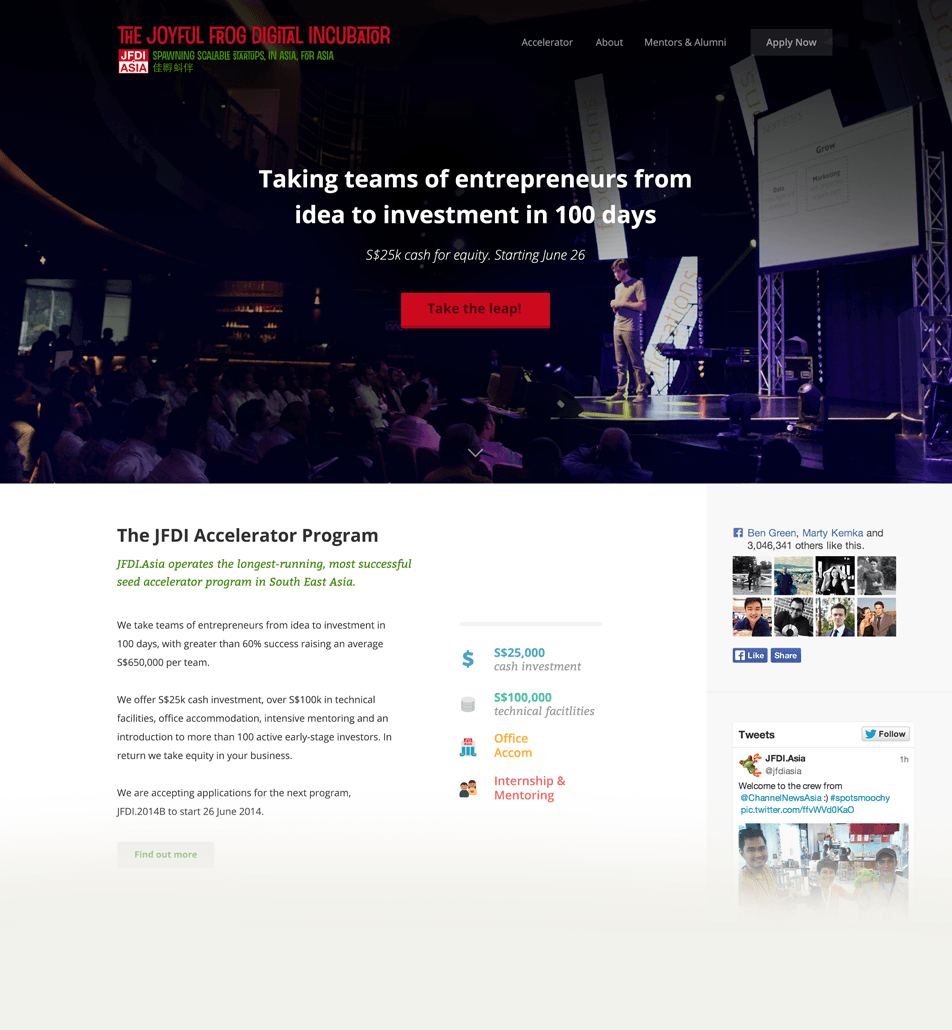 THE JOYFUL FROG DIGITAL INCUBATOR
JFDI
ASIA
SPAWNING SCALABLE STARTUPS, IN ASIA, FOR ASIA
佳孵蚪伴
Accelerator
About
Mentors & Alumni
Apply Now
Grow
Data
Marketing
Taking teams of entrepreneurs from
idea to investment in 100 days
S$25k cash for equity. Starting June 26
Take the leap!
The JFDI Accelerator Program
JFDI.Asia operates the longest-running, most successful
seed accelerator program in South East Asia.
We take teams of entrepreneurs from idea to investment in
100 days, with greater than 60% success raising an average
S$650,000 per team.
We offer S$25k cash investment, over S$100k in technical
facilities, office accommodation, intensive mentoring and an
introduction to more than 100 active early-stage investors. In
return we take equity in your business.
We are accepting applications for the next program,
JFDI.2014B to start 26 June 2014.
Find out more
S$25,000
cash investment
S$100,000
technical facitlities
Office
Accom
Internship &
Mentoring
Ben Green, Marty Kemka and
3,046,341 others like this.
Like
Share
Tweets
Follow
JFDI.Asia
1h
@jfdiasia
Welcome to the crew from
@ChannelNewsAsia :) #spotsmoochy
pic.twitter.com/ffvWVd0KaO